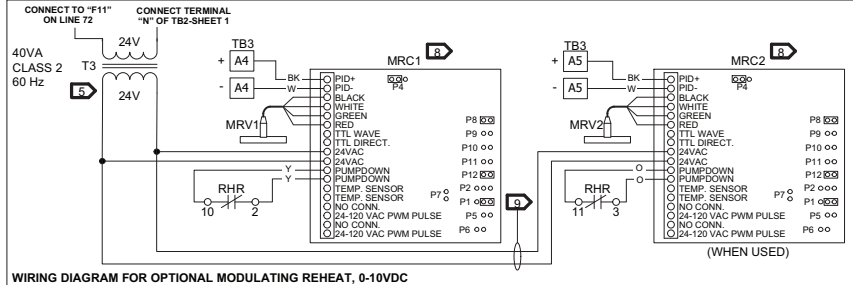 CONNECT TO "F11"
ON LINE 72
CONNECT TERMINAL
"N" OF TB2-SHEET 1
24V
40VA
CLASS 2
60 Hz
T3
5
24V
TB3
+ A4
- A4
MRV1
BK
W
MRC1
8
PID+
PID-
BLACK
WHITE
GREEN
RED
TTL WAVE
TTL DIRECT.
24VAC
24VAC
PUMPDOWN
PUMPDOWN
TEMP. SENSOR
TEMP. SENSOR
NO CONN.
24-120 VAC PWM PULSE
NO CONN.
24-120 VAC PWM PULSE
P4
P8
P9
P10
P11
P12
P2
P7
P1
P5
P6
Y
Y
RHR
10
2
9
TB3
+ A5
- A5
MRV2
BK
W
MRC2
8
PID+
PID-
BLACK
WHITE
GREEN
RED
TTL WAVE
TTL DIRECT.
24VAC
24VAC
PUMPDOWN
PUMPDOWN
TEMP. SENSOR
TEMP. SENSOR
NO CONN.
24-120 VAC PWM PULSE
NO CONN.
24-120 VAC PWM PULSE
P4
P8
P9
P10
P11
P12
P2
P7
P1
P5
P6
O
O
RHR
11
3
(WHEN USED)
WIRING DIAGRAM FOR OPTIONAL MODULATING REHEAT, 0-10VDC